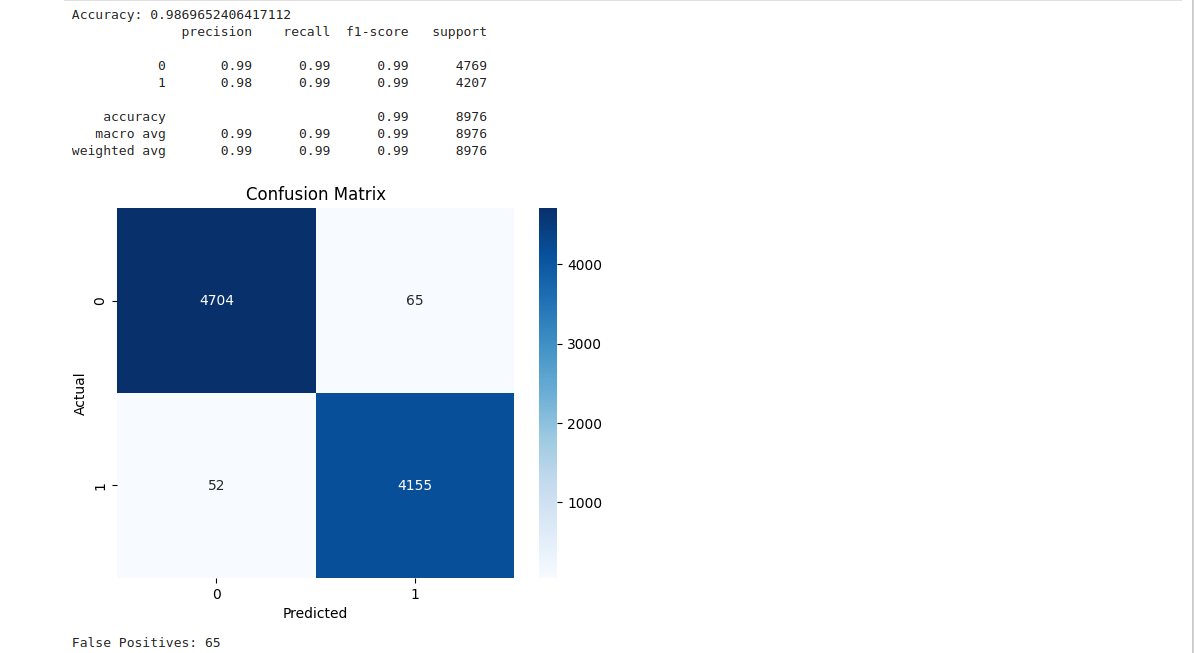 Accuracy: 0.9869652406417112
precision recall f1-score support
0 0.99 0.99 0.99 4769
1 0.98 0.99 0.99 4207
accuracy 0.99 8976
macro avg 0.99 0.99 0.99 8976
weighted avg 0.99 0.99 0.99 8976
Confusion Matrix
4704 65
52 4155
0
1
Actual
0 1
Predicted
4000
3000
2000
1000
False Positives: 65